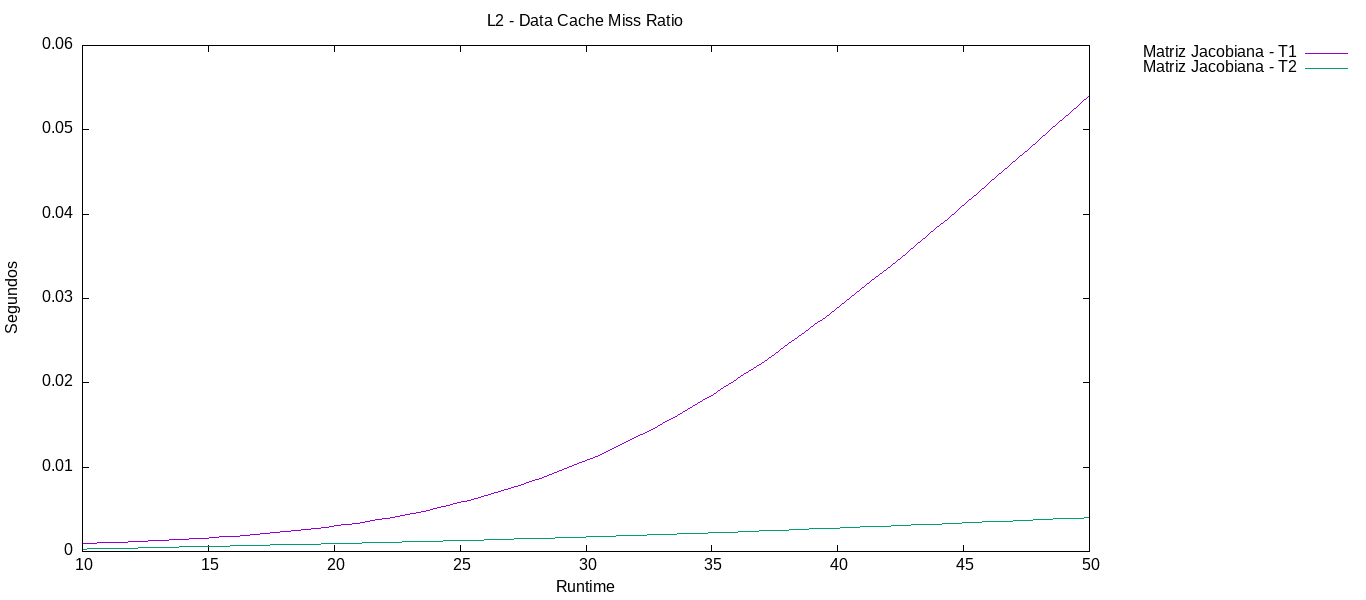 L2 - Data Cache Miss Ratio
Matriz Jacobiana - T1
Matriz Jacobiana - T2
0.06
0.05
0.04
0.03
0.02
0.01
0
Segundos
10 15 20 25 30 35 40 45 50
Runtime